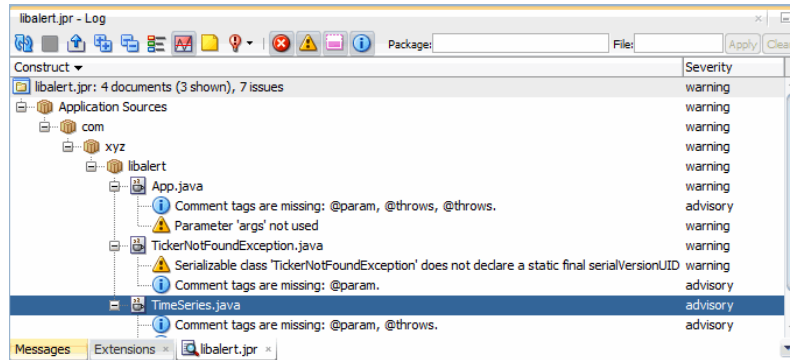 libalert.jpr - Log
Package: File: Apply Clea
Construct Severity
libalert.jpr: 4 documents (3 shown), 7 issues warning
Application Sources warning
com warning
xyz warning
libalert warning
App.java warning
Comment tags are missing: @param, @throws, @throws. advisory
Parameter 'args' not used warning
TickerNotFoundException.java warning
Serializable class 'TickerNotFoundException' does not declare a static final serialVersionUID warning
Comment tags are missing: @param. advisory
TimeSeries.java advisory
Comment tags are missing: @param, @throws. advisory
Messages Extensions libalert.jpr